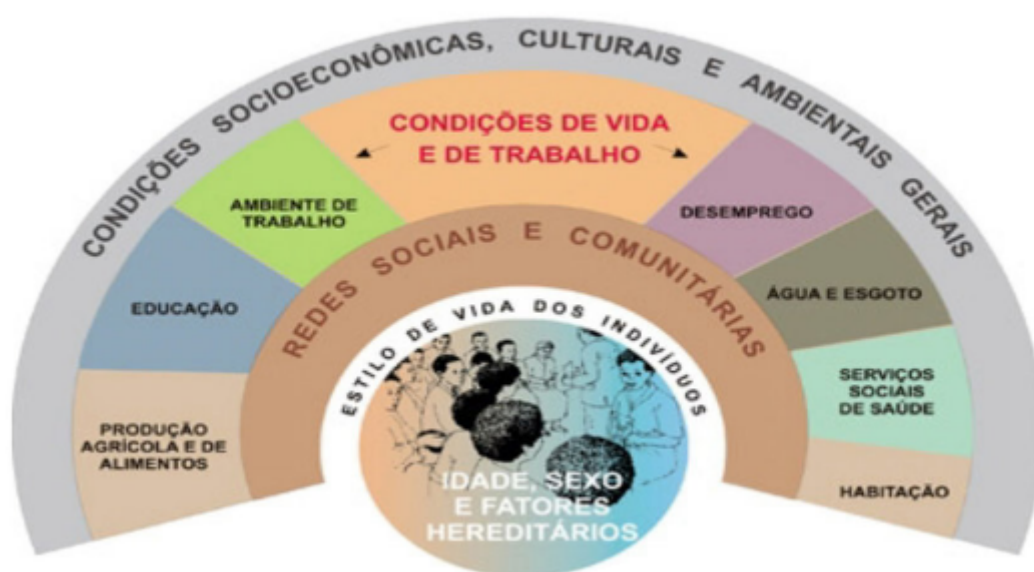 CONDIÇÕES SOCIOECONÔMICAS, CULTURAIS E AMBIENTAIS GERAIS
CONDIÇÕES DE VIDA
E DE TRABALHO
AMBIENTE DE
TRABALHO
DESEMPREGO
EDUCAÇÃO
ÁGUA E ESGOTO
PRODUÇÃO
AGRÍCOLA E DE
ALIMENTOS
SERVIÇOS
SOCIAIS
DE SAÚDE
HABITAÇÃO
REDES SOCIAIS E COMUNITÁRIAS
ESTILO DE VIDA DOS INDIVÍDUOS
IDADE, SEXO
E FATORES
HEREDITÁRIOS